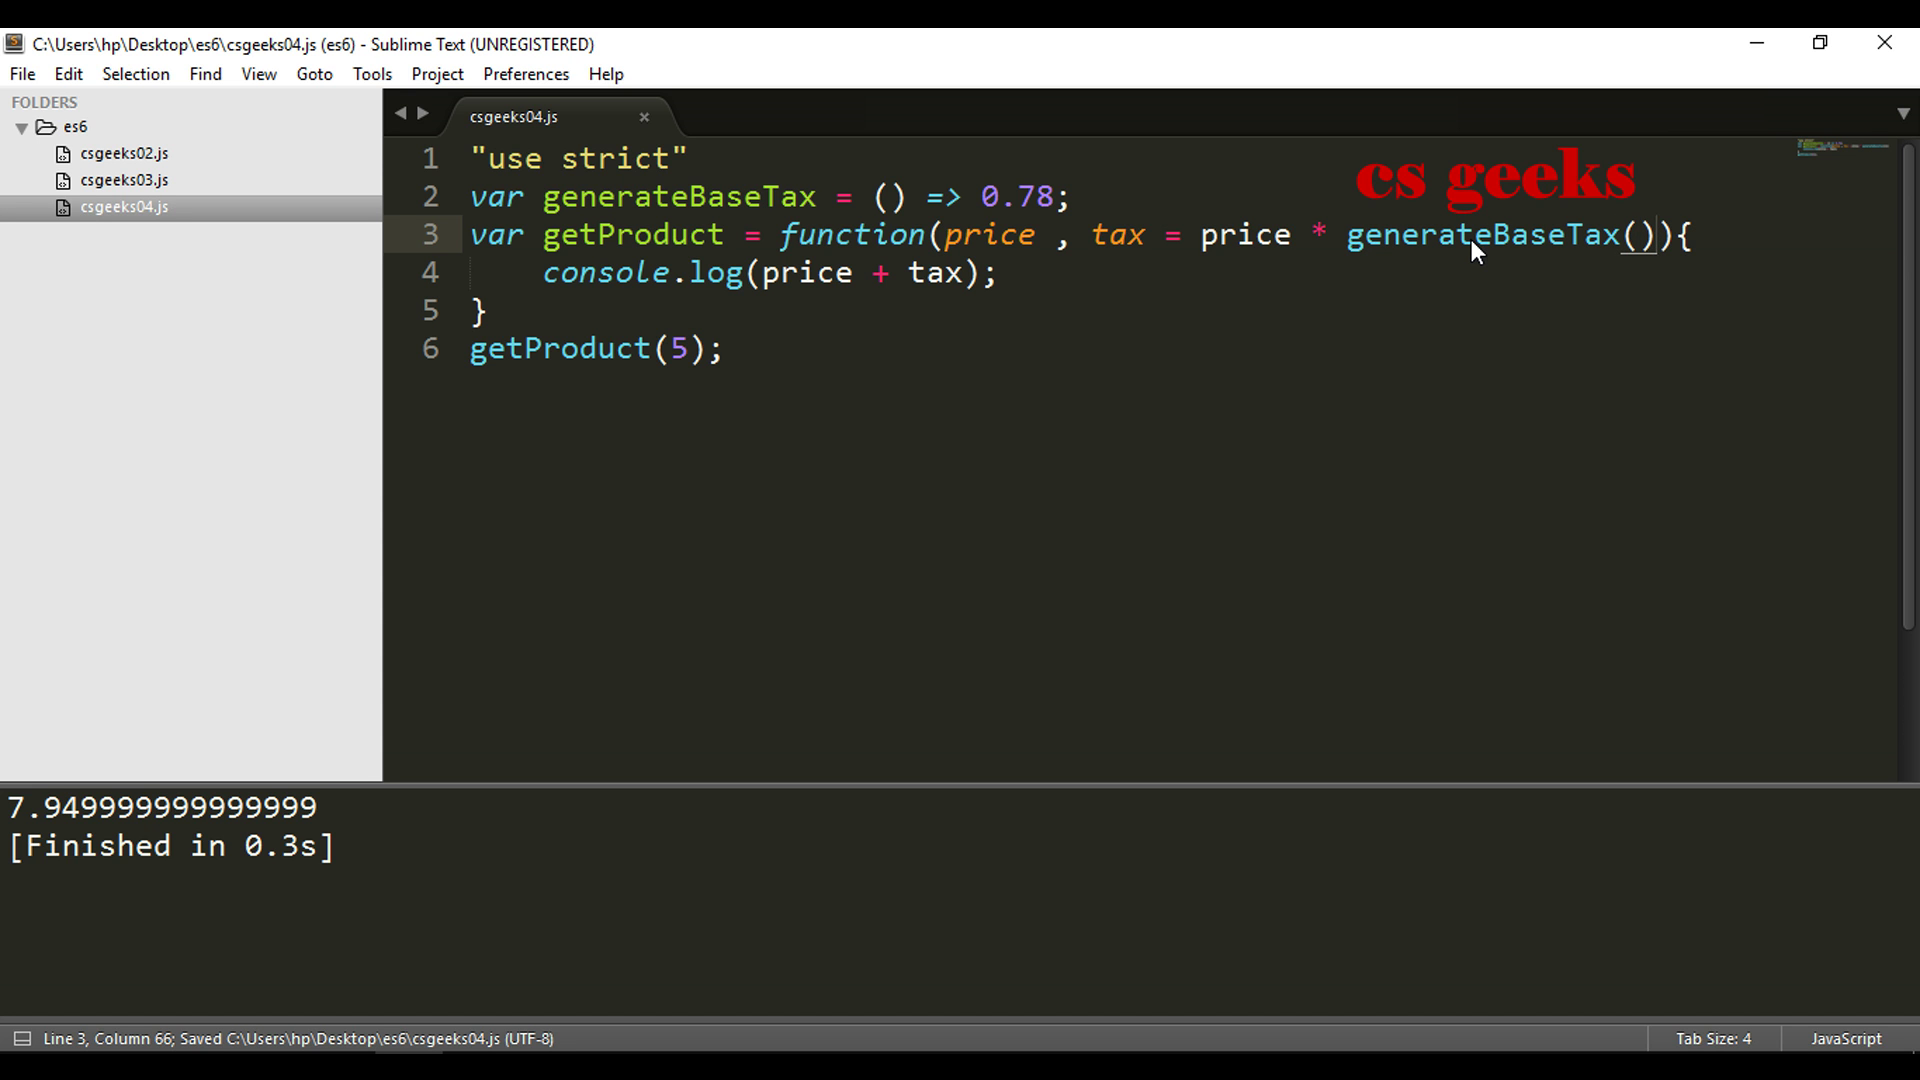 C:\Users\hp\Desktop\es6\csgeeks04.js (es6) - Sublime Text (UNREGISTERED)
File Edit Selection Find View Goto Tools Project Preferences Help
FOLDERS
es6
csgeeks02.js
csgeeks03.js
csgeeks04.js
csgeeks04.js ×
cs geeks
1 "use strict"
2 var generateBaseTax = () => 0.78;
3 var getProduct = function(price , tax = price * generateBaseTax()){
4     console.log(price + tax);
5 }
6 getProduct(5);
7.949999999999999
[Finished in 0.3s]
Line 3, Column 66; Saved C:\Users\hp\Desktop\es6\csgeeks04.js (UTF-8) Tab Size: 4 JavaScript